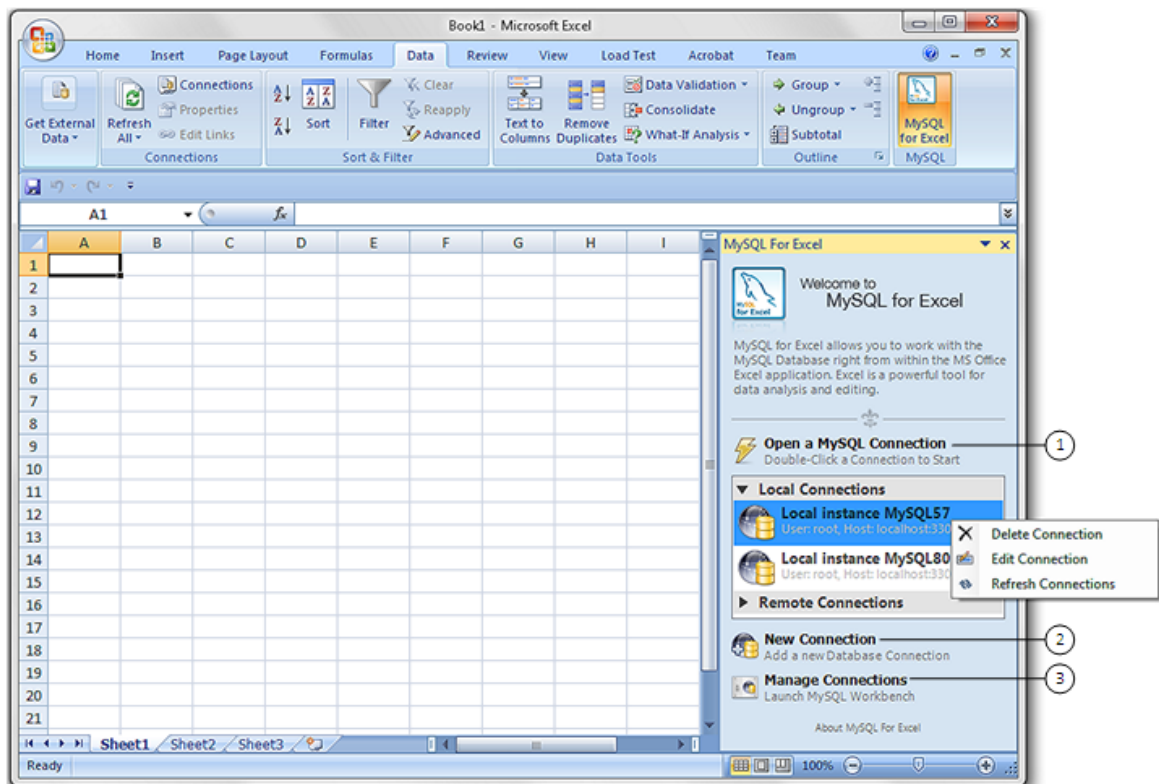 Book1 - Microsoft Excel
Home Insert Page Layout Formulas Data Review View Load Test Acrobat Team
Get External Data
Refresh All
Connections
Properties
Edit Links
Connections
Sort
Filter
Clear
Reapply
Advanced
Sort & Filter
Text to Columns
Remove Duplicates
Data Validation
Consolidate
What-If Analysis
Data Tools
Group
Ungroup
Subtotal
Outline
MySQL for Excel
MySQL
A1
fx
A B C D E F G H I
1
2
3
4
5
6
7
8
9
10
11
12
13
14
15
16
17
18
19
20
21
MySQL For Excel
MySQL for Excel
Welcome to
MySQL for Excel
MySQL for Excel allows you to work with the
MySQL Database right from within the MS Office
Excel application. Excel is a powerful tool for
data analysis and editing.
Open a MySQL Connection
Double-Click a Connection to Start
1
Local Connections
Local instance MySQL57
User: root, Host: localhost:330
Local instance MySQL80
User: root, Host: localhost:330
Delete Connection
Edit Connection
Refresh Connections
Remote Connections
New Connection
Add a new Database Connection
2
Manage Connections
Launch MySQL Workbench
3
About MySQL For Excel
Sheet1 Sheet2 Sheet3
Ready
100%